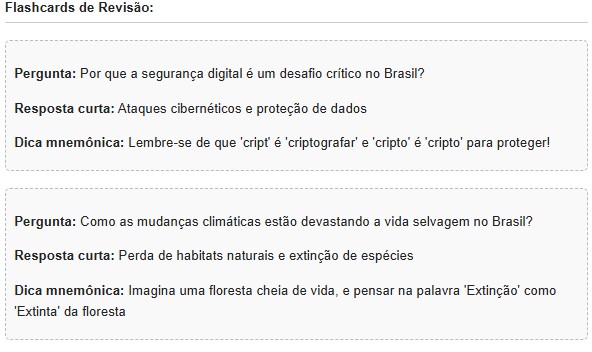 Flashcards de Revisão:
Pergunta: Por que a segurança digital é um desafio crítico no Brasil?
Resposta curta: Ataques cibernéticos e proteção de dados
Dica mnemônica: Lembre-se de que 'cript' é 'criptografar' e 'cripto' é 'cripto' para proteger!
Pergunta: Como as mudanças climáticas estão devastando a vida selvagem no Brasil?
Resposta curta: Perda de habitats naturais e extinção de espécies
Dica mnemônica: Imagina uma floresta cheia de vida, e pensar na palavra 'Extinção' como
'Extinta' da floresta